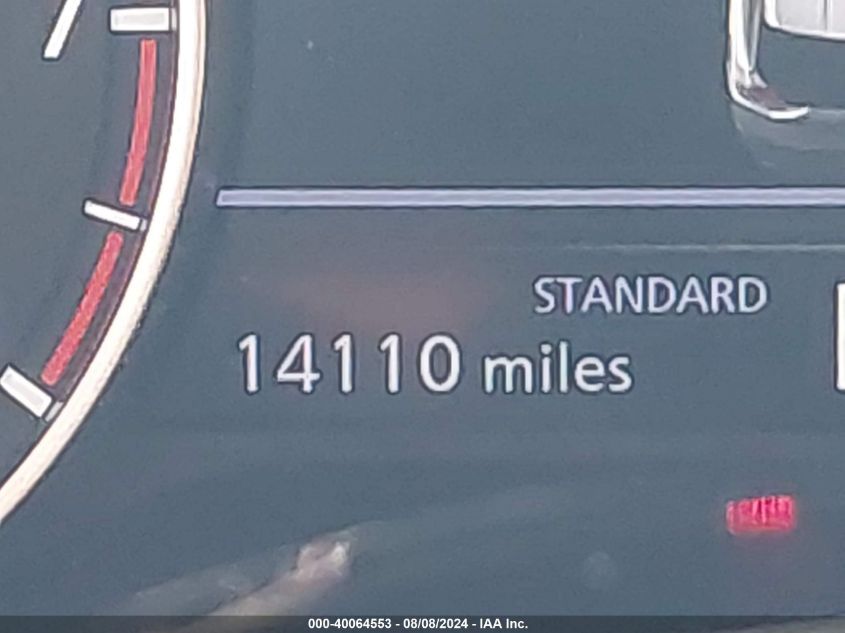 STANDARD
14110 miles
000-40064553 - 08/08/2024 - IAA Inc.